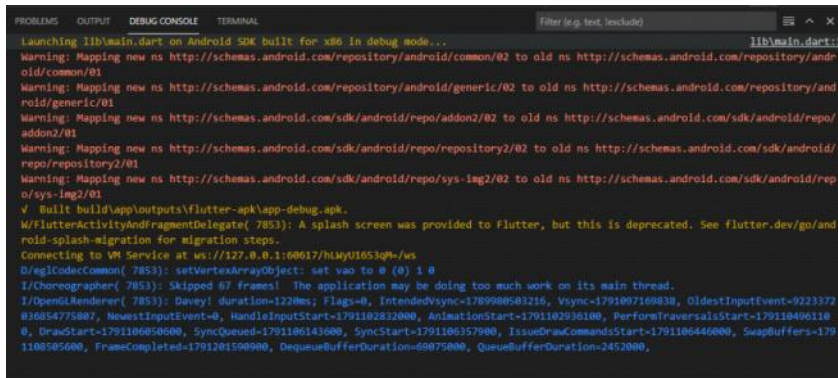 PROBLEMS OUTPUT DEBUG CONSOLE TERMINAL Filter (e.g. text, !exclude)
Launching lib\main.dart on Android SDK built for x86 in debug mode... lib\main.dart:
Warning: Mapping new ns http://schemas.android.com/repository/android/common/02 to old ns http://schemas.android.com/repository/andr
oid/common/01
Warning: Mapping new ns http://schemas.android.com/repository/android/generic/02 to old ns http://schemas.android.com/repository/and
roid/generic/01
Warning: Mapping new ns http://schemas.android.com/sdk/android/repo/addon2/02 to old ns http://schemas.android.com/sdk/android/repo/
addon2/01
Warning: Mapping new ns http://schemas.android.com/sdk/android/repo/repository2/02 to old ns http://schemas.android.com/sdk/android/
repo/repository2/01
Warning: Mapping new ns http://schemas.android.com/sdk/android/repo/sys-img2/02 to old ns http://schemas.android.com/sdk/android/rep
o/sys-img2/01
√ Built build\app\outputs\flutter-apk\app-debug.apk.
W/FlutterActivityAndFragmentDelegate( 7853): A splash screen was provided to Flutter, but this is deprecated. See flutter.dev/go/and
roid-splash-migration for migration steps.
Connecting to VM Service at ws://127.0.0.1:60617/hLWyU1653qM=/ws
D/eglCodecCommon( 7853): setVertexArrayObject: set vao to 0 (0) 1 0
I/Choreographer( 7853): Skipped 67 frames! The application may be doing too much work on its main thread.
I/OpenGLRenderer( 7853): Davey! duration=1220ms; Flags=0, IntendedVsync=1789980503216, Vsync=1791097169838, OldestInputEvent=9223372
036854775807, NewestInputEvent=0, HandleInputStart=1791102832000, AnimationStart=1791102936100, PerformTraversalsStart=179110496110
0, DrawStart=1791106050600, SyncQueued=1791106143600, SyncStart=1791106357900, IssueDrawCommandsStart=1791106446000, SwapBuffers=179
1108505600, FrameCompleted=1791201590900, DequeueBufferDuration=69075000, QueueBufferDuration=2452000,